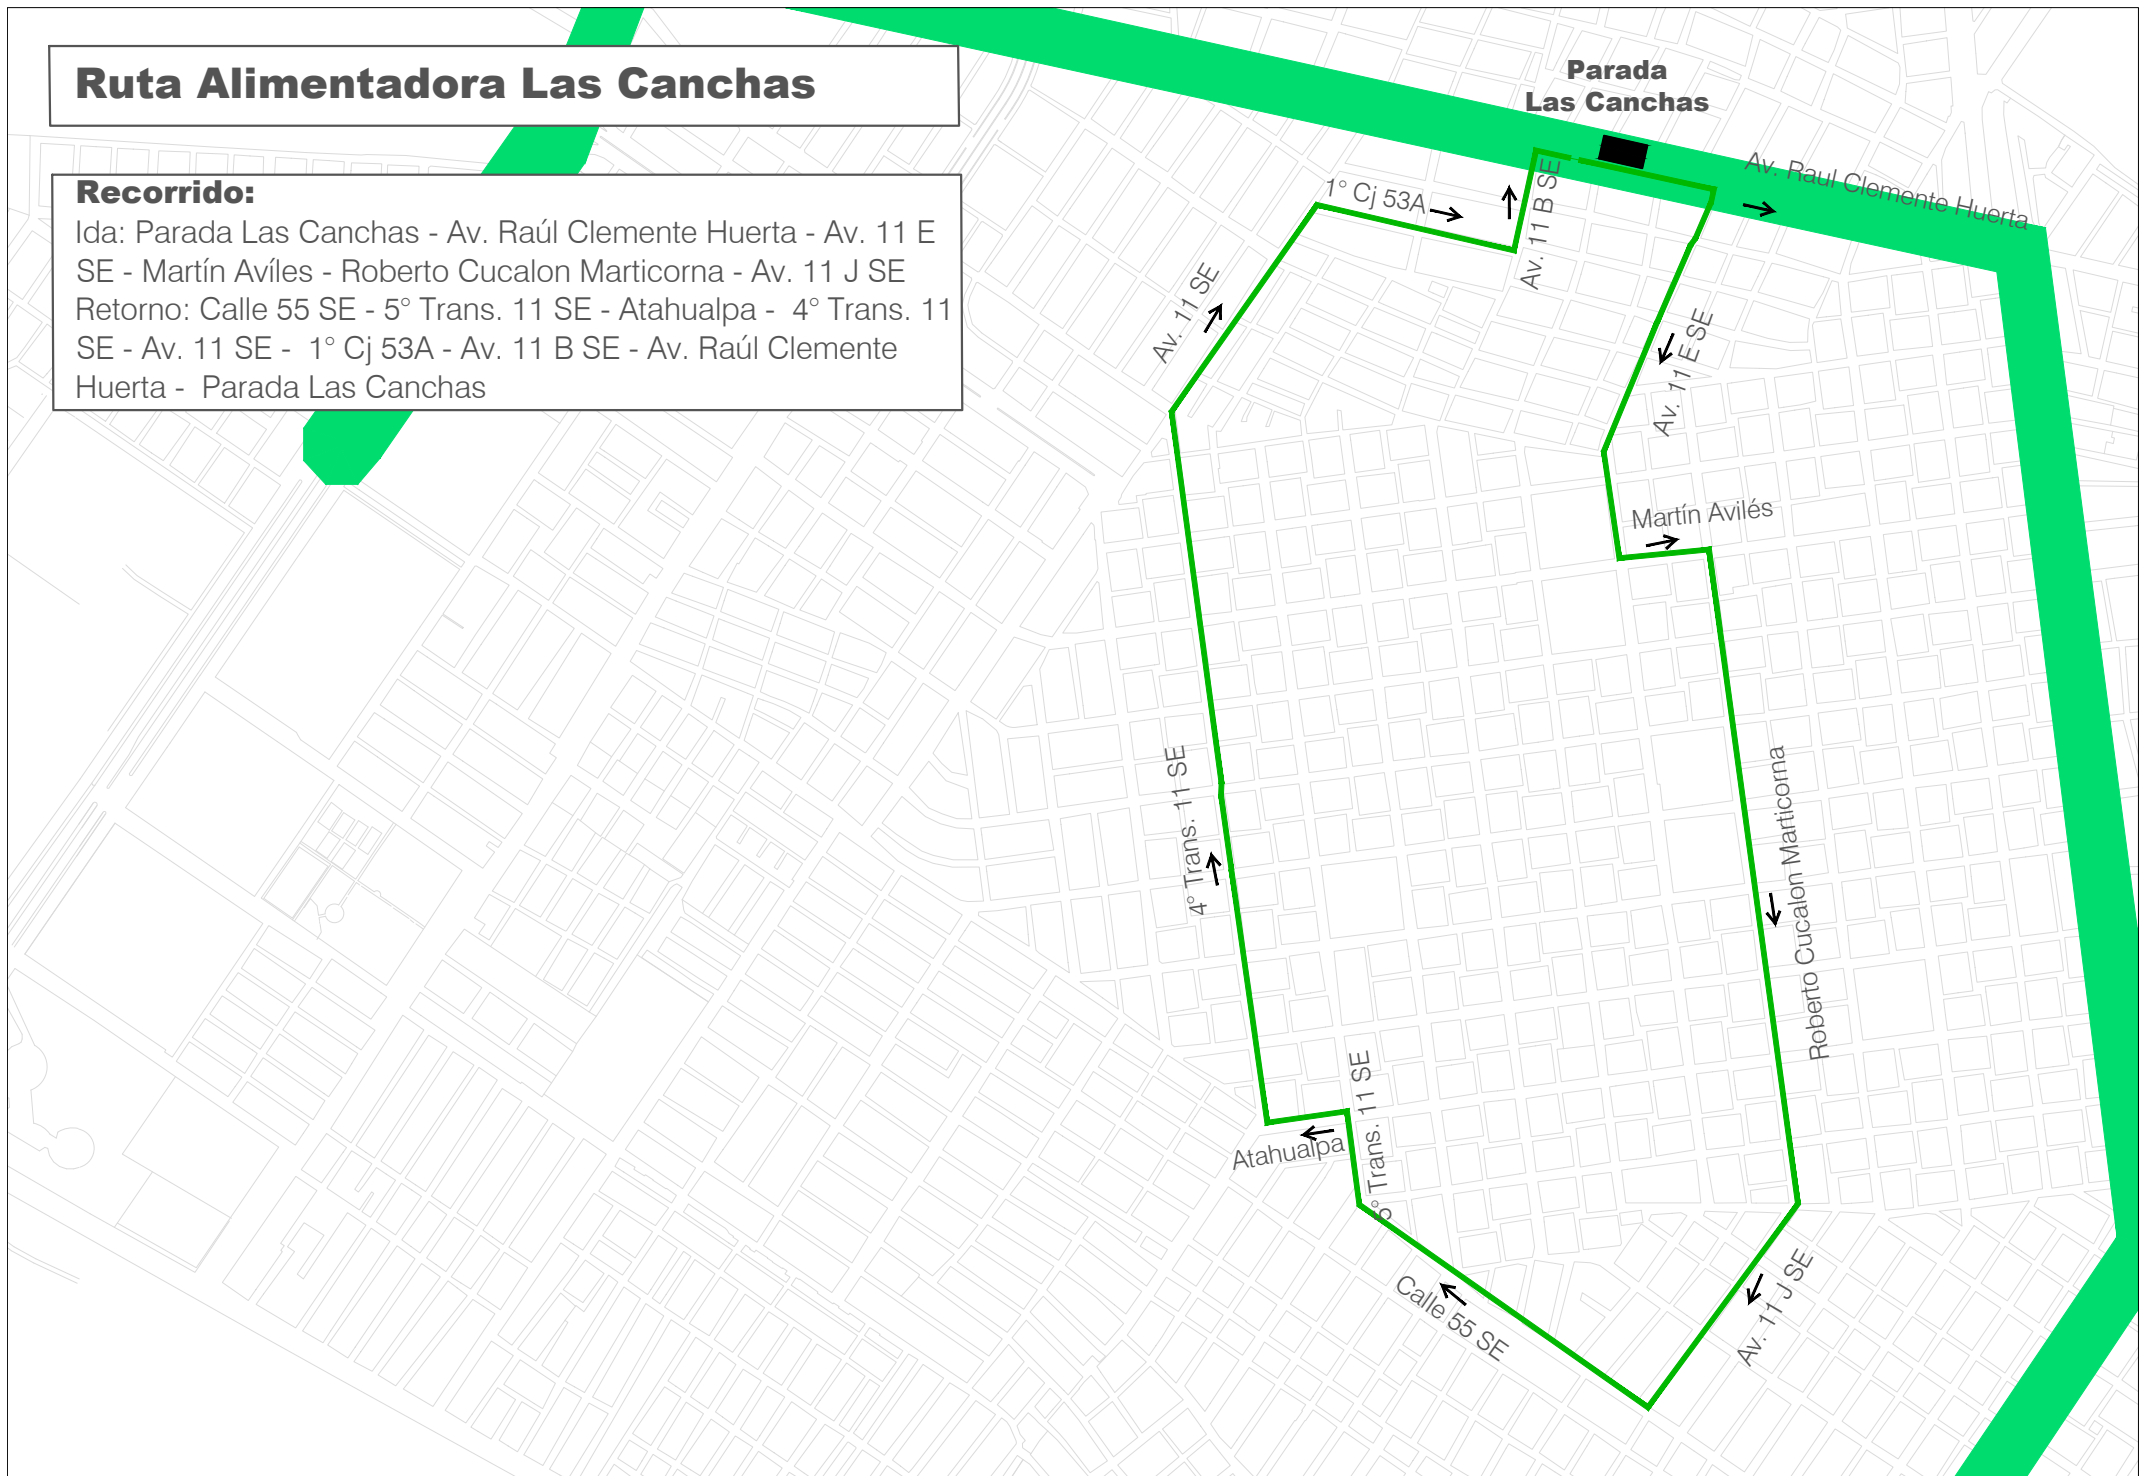 Ruta Alimentadora Las Canchas
Recorrido:
Ida: Parada Las Canchas - Av. Raúl Clemente Huerta - Av. 11 E
SE - Martín Avíles - Roberto Cucalon Marticorna - Av. 11 J SE
Retorno: Calle 55 SE - 5° Trans. 11 SE - Atahualpa -  4° Trans. 11
SE - Av. 11 SE -  1° Cj 53A - Av. 11 B SE - Av. Raúl Clemente
Huerta -  Parada Las Canchas
Parada
Las Canchas
Av. Raul Clemente Huerta
1° Cj 53A
Av. 11 B SE
Av. 11 SE
Av. 11 E SE
Martín Avilés
4° Trans. 11 SE
Roberto Cucalon Marticorna
5° Trans. 11 SE
Atahualpa
Calle 55 SE
Av. 11 J SE